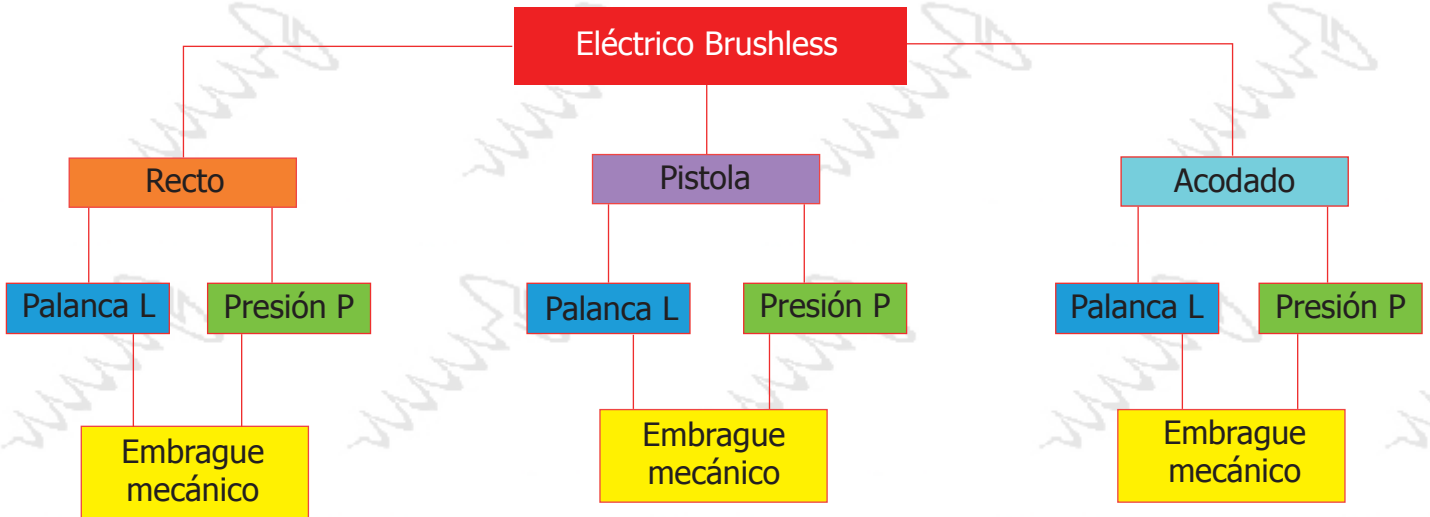 Eléctrico Brushless
Recto
Pistola
Acodado
Palanca L
Presión P
Palanca L
Presión P
Palanca L
Presión P
Embrague
mecánico
Embrague
mecánico
Embrague
mecánico